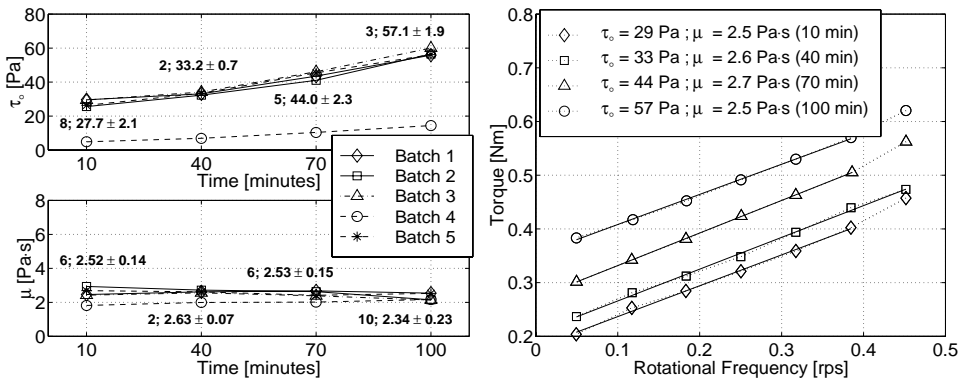 80
60
40
20
0
τo [Pa]
3; 57.1 ± 1.9
2; 33.2 ± 0.7
5; 44.0 ± 2.3
8; 27.7 ± 2.1
10 40 70 100
Time [minutes]
Batch 1
Batch 2
Batch 3
Batch 4
Batch 5
8
6
4
2
0
μ [Pa·s]
6; 2.52 ± 0.14
6; 2.53 ± 0.15
2; 2.63 ± 0.07
10; 2.34 ± 0.23
10 40 70 100
Time [minutes]
0.8
0.7
0.6
0.5
0.4
0.3
0.2
Torque [Nm]
τo = 29 Pa ; μ = 2.5 Pa·s (10 min)
τo = 33 Pa ; μ = 2.6 Pa·s (40 min)
τo = 44 Pa ; μ = 2.7 Pa·s (70 min)
τo = 57 Pa ; μ = 2.5 Pa·s (100 min)
0 0.1 0.2 0.3 0.4 0.5
Rotational Frequency [rps]